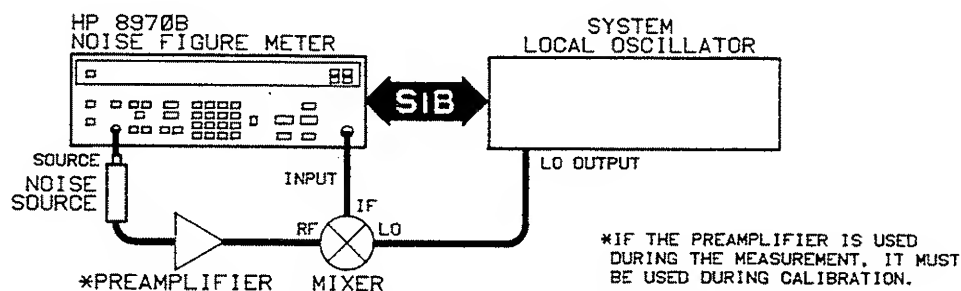 HP 8970B
NOISE FIGURE METER
SYSTEM
LOCAL OSCILLATOR
SIB
SOURCE
NOISE
SOURCE
INPUT
LO OUTPUT
IF
RF
LO
*PREAMPLIFIER
MIXER
*IF THE PREAMPLIFIER IS USED
DURING THE MEASUREMENT, IT MUST
BE USED DURING CALIBRATION.